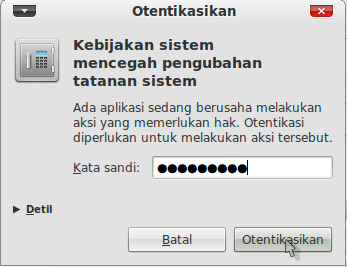 Otentikasikan
Kebijakan sistem
mencegah pengubahan
tatanan sistem
Ada aplikasi sedang berusaha melakukan
aksi yang memerlukan hak. Otentikasi
diperlukan untuk melakukan aksi tersebut.
Kata sandi: ●●●●●●●●●
Detil
Batal Otentikasikan